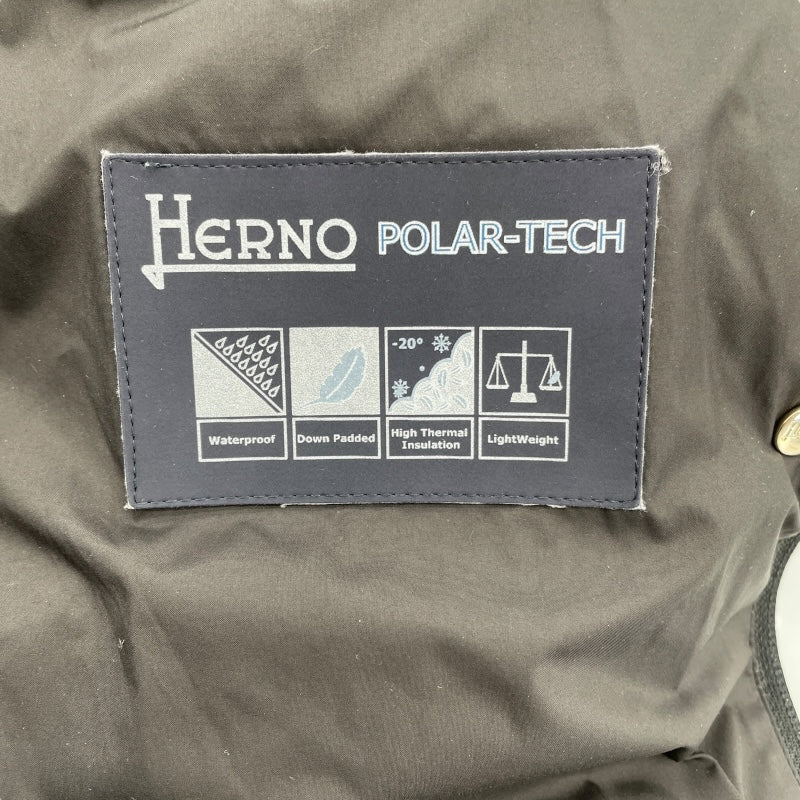 HERNO POLAR-TECH
-20°
Waterproof
Down Padded
High Thermal
Insulation
LightWeight